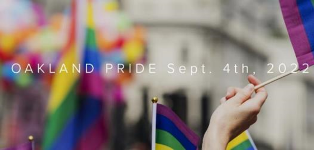 OAKLAND PRIDE Sept. 4th, 2022